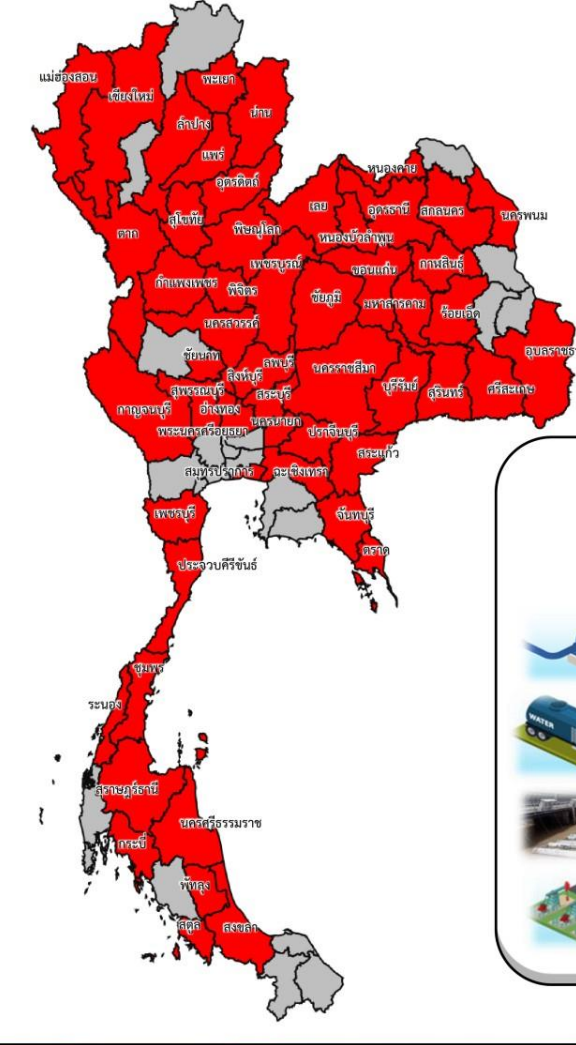 แม่ฮ่องสอน
เชียงใหม่
พะเยา
น่าน
ลำปาง
แพร่
อุตรดิตถ์
ตาก
สุโขทัย
พิษณุโลก
เลย
หนองคาย
อุดรธานี
สกลนคร
นครพนม
หนองบัวลำพูน
เพชรบูรณ์
ขอนแก่น
กาฬสินธุ์
กำแพงเพชร
พิจิตร
ชัยภูมิ
มหาสารคาม
ร้อยเอ็ด
นครสวรรค์
อุบลราชธ
ชัยนาท
ลพบุรี
สิงห์บุรี
นครราชสีมา
สุพรรณบุรี
สระบุรี
บุรีรัมย์
สุรินทร์
ศรีสะเกษ
กาญจนบุรี
อ่างทอง
นครนายก
พระนครศรีอยุธยา
ปราจีนบุรี
สระแก้ว
สมุทรปราการ
ฉะเชิงเทรา
เพชรบุรี
จันทบุรี
ตราด
ประจวบคีรีขันธ์
ชุมพร
ระนอง
WATER
สุราษฎร์ธานี
นครศรีธรรมราช
กระบี่
พัทลุง
สตูล
สงขลา